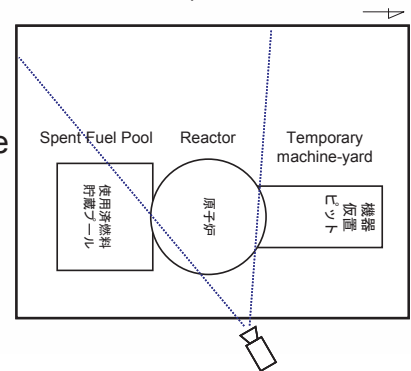 e
Spent Fuel Pool
Reactor
Temporary
machine-yard
使用済燃料
貯蔵プール
原子炉
機器
仮置
ピット